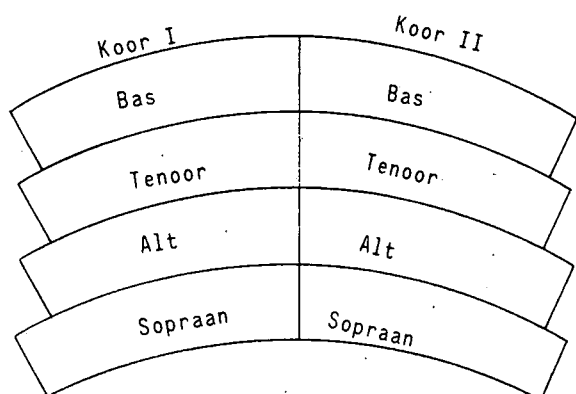 Koor I Koor II
Bas Bas
Tenoor Tenoor
Alt Alt
Sopraan Sopraan